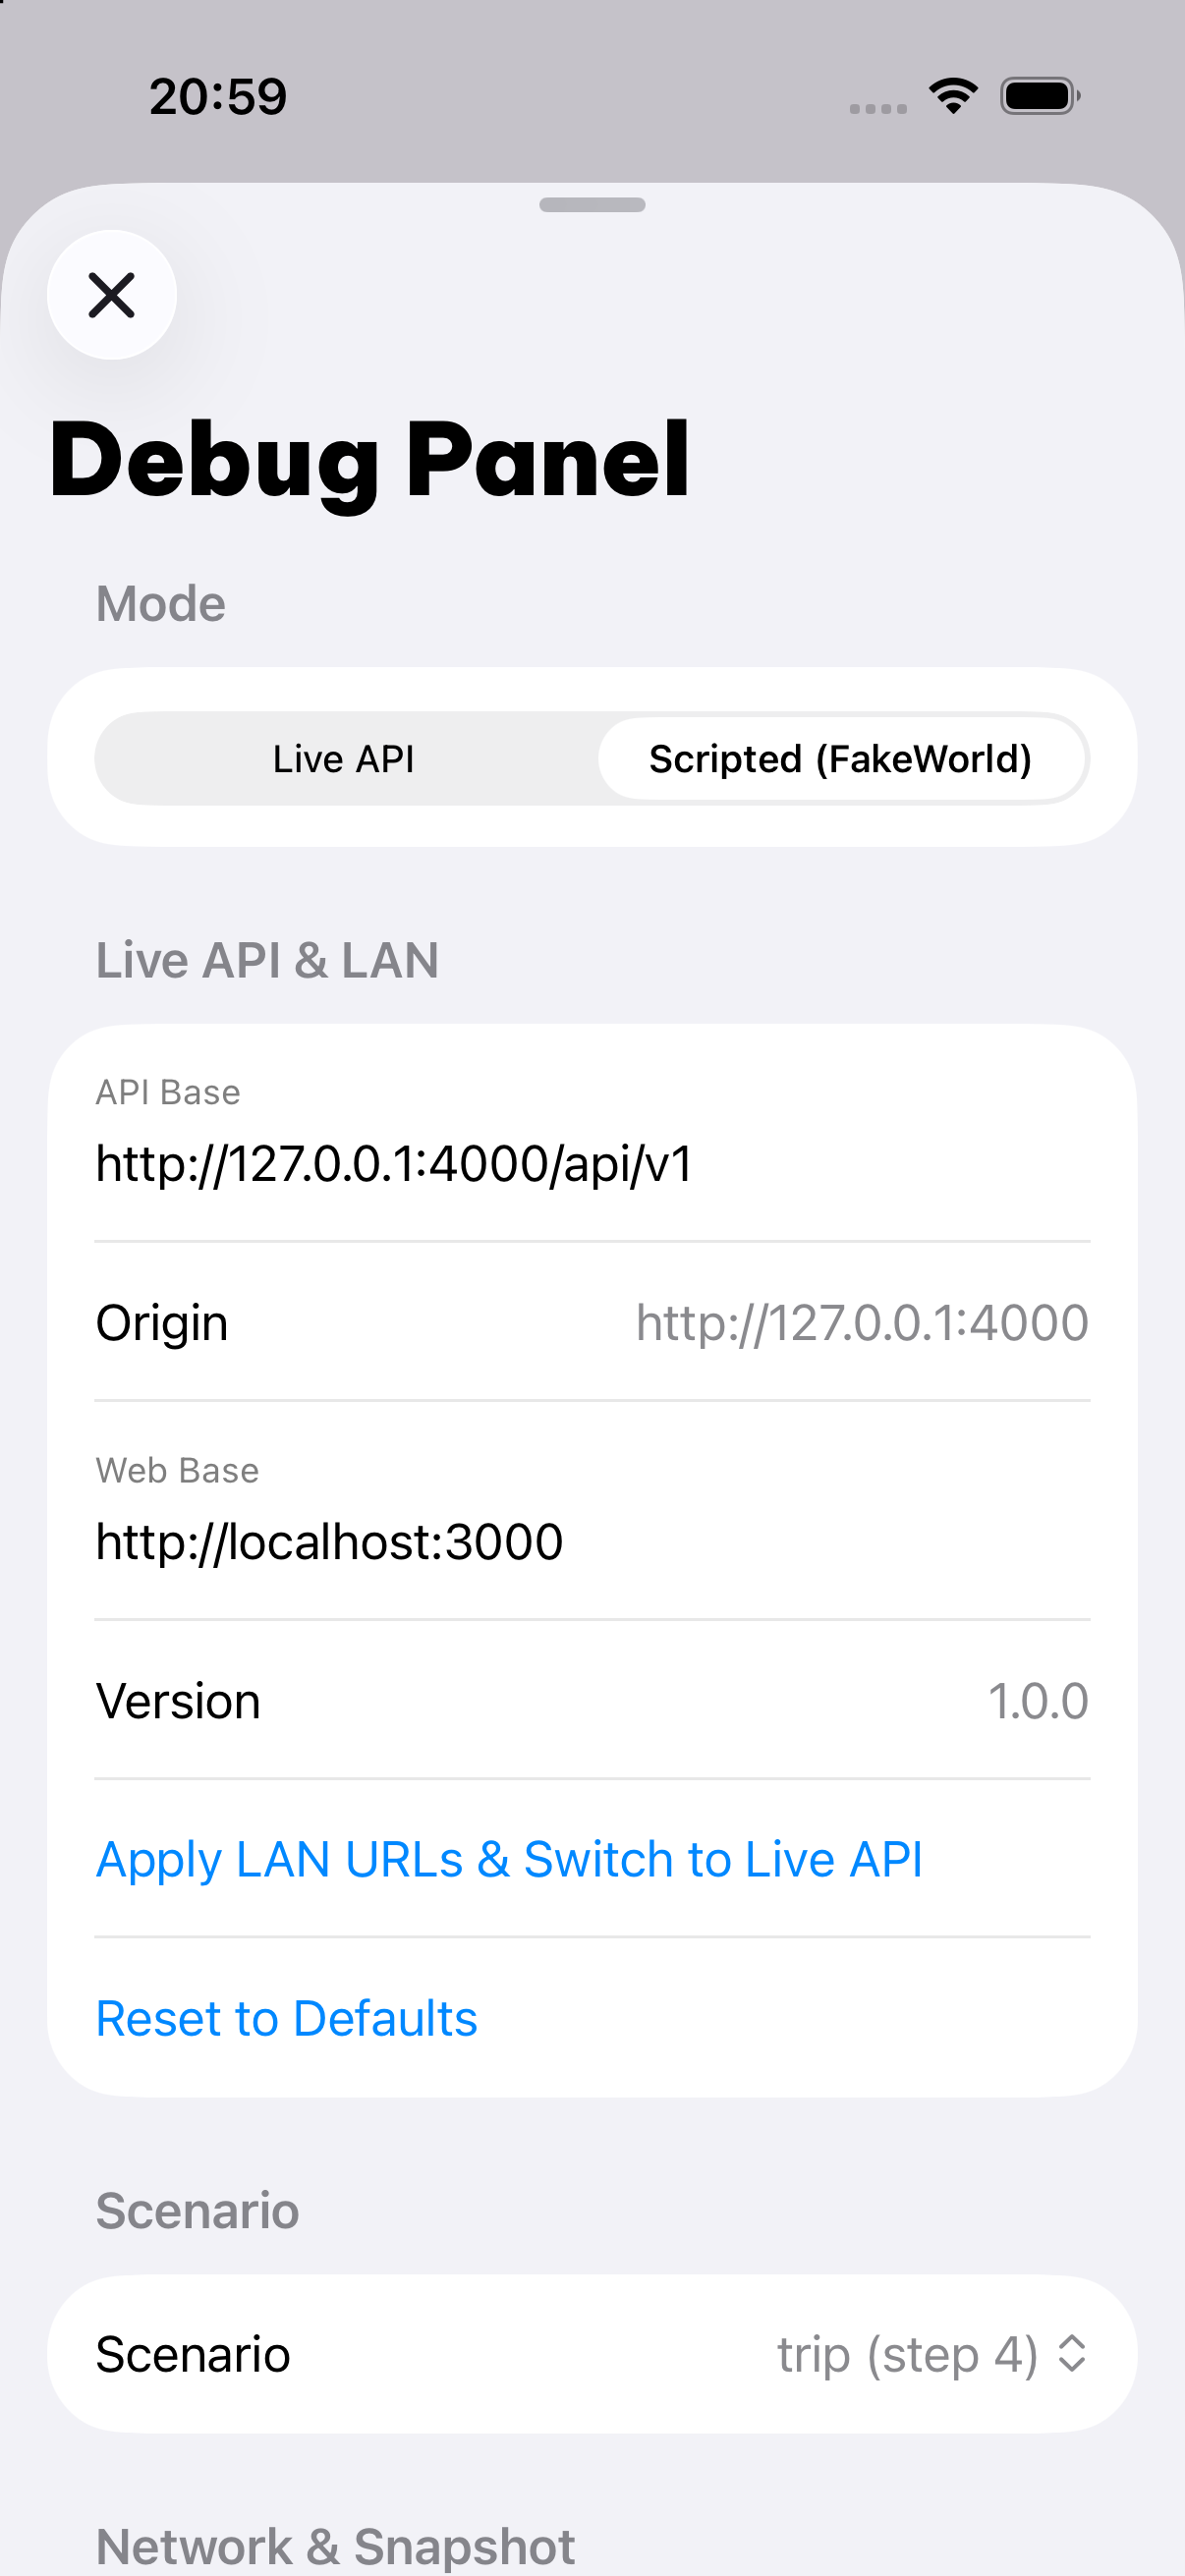 20:59
Debug Panel
Mode
Live API
Scripted (FakeWorld)
Live API & LAN
API Base
http://127.0.0.1:4000/api/v1
Origin
http://127.0.0.1:4000
Web Base
http://localhost:3000
Version
1.0.0
Apply LAN URLs & Switch to Live API
Reset to Defaults
Scenario
Scenario
trip (step 4)
Network & Snapshot